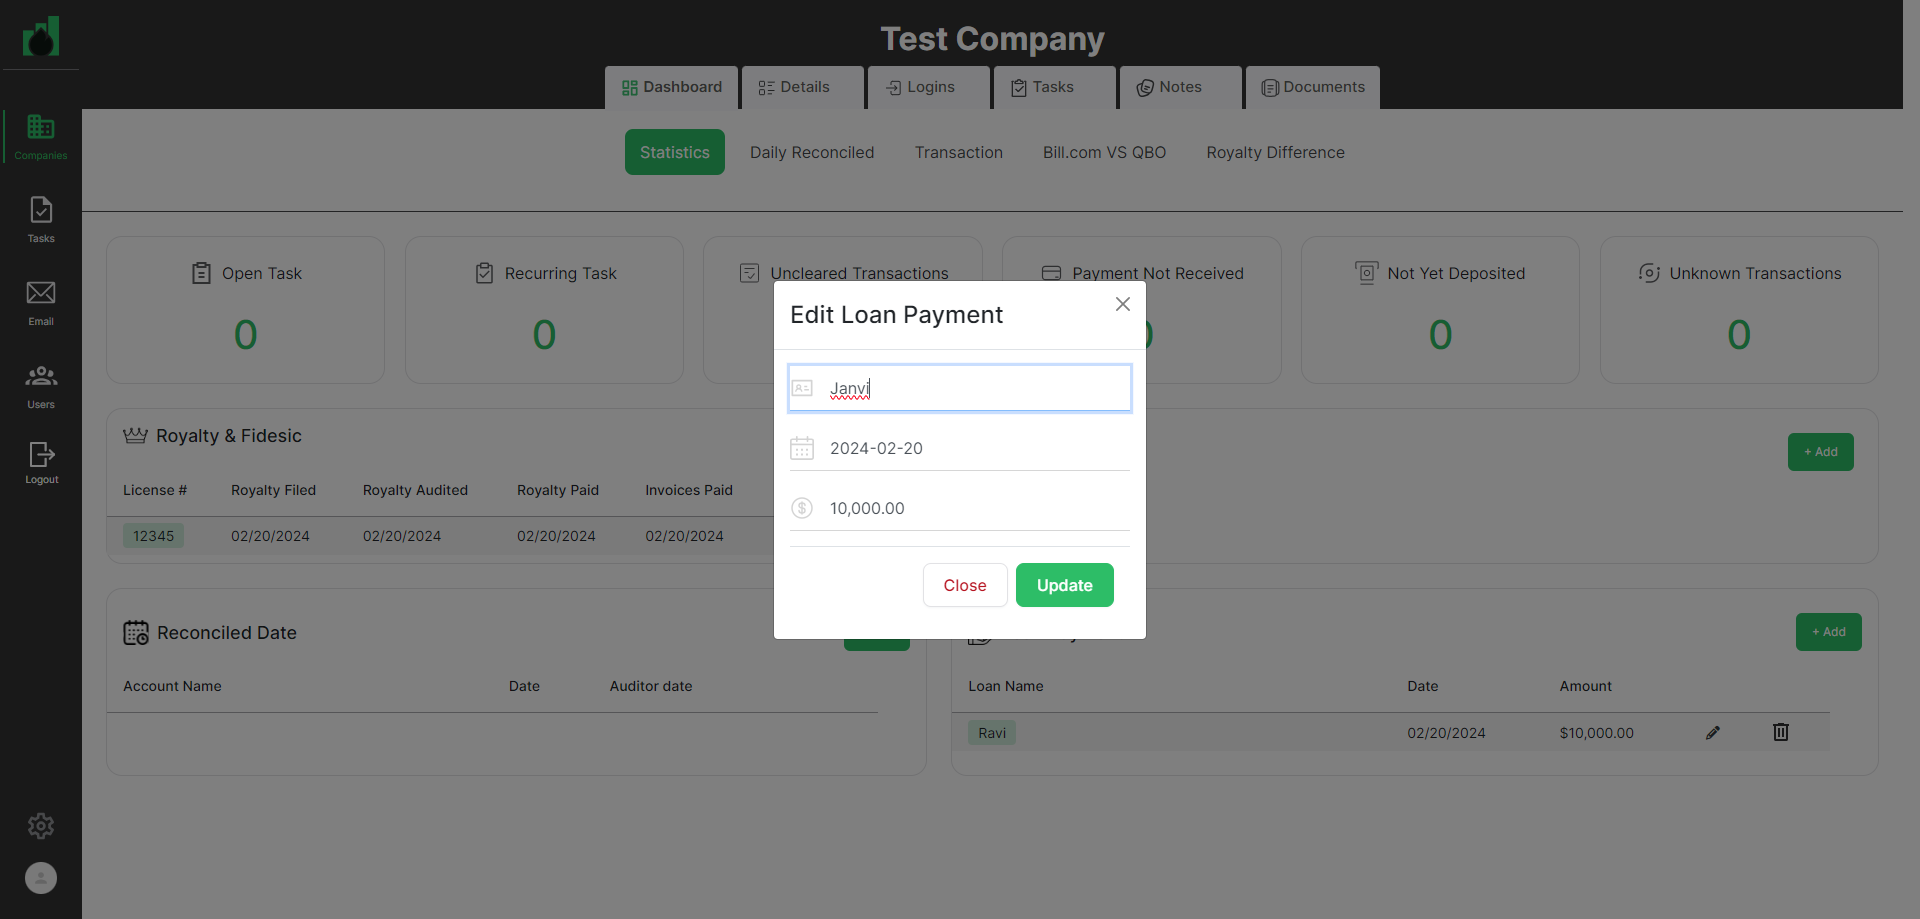 Test Company
Dashboard Details Logins Tasks Notes Documents
Companies
Statistics Daily Reconciled Transaction Bill.com VS QBO Royalty Difference
Tasks
Open Task Recurring Task Uncleared Transactions Payment Not Received Not Yet Deposited Unknown Transactions
0 0 0 0
Email
Edit Loan Payment
Janvi
2024-02-20
10,000.00
Close Update
Users
Royalty & Fidesic
+ Add
Logout
License # Royalty Filed Royalty Audited Royalty Paid Invoices Paid
12345 02/20/2024 02/20/2024 02/20/2024 02/20/2024
Reconciled Date
+ Add
Account Name Date Auditor date
Loan Name Date Amount
Ravi 02/20/2024 $10,000.00